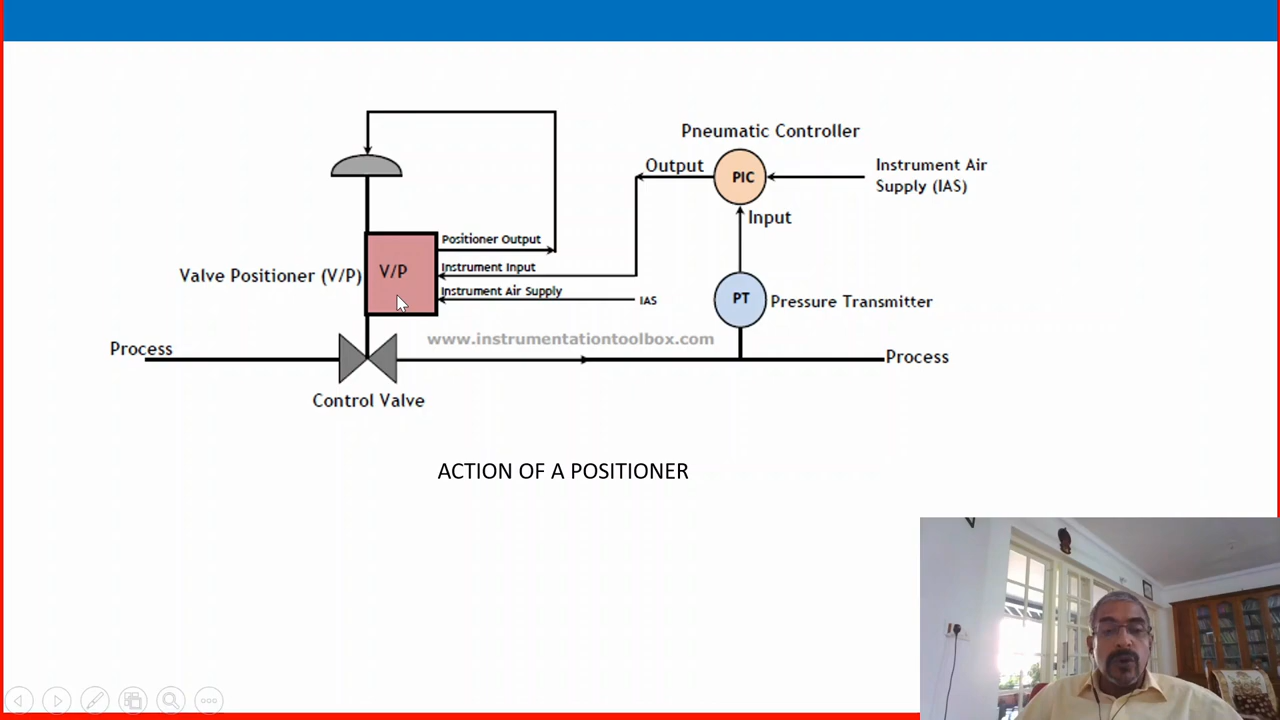 Pneumatic Controller
Output
PIC
Instrument Air
Supply (IAS)
Input
Positioner Output
Valve Positioner (V/P)
V/P
Instrument Input
Instrument Air Supply
IAS
PT
Pressure Transmitter
www.instrumentationtoolbox.com
Process
Process
Control Valve
ACTION OF A POSITIONER